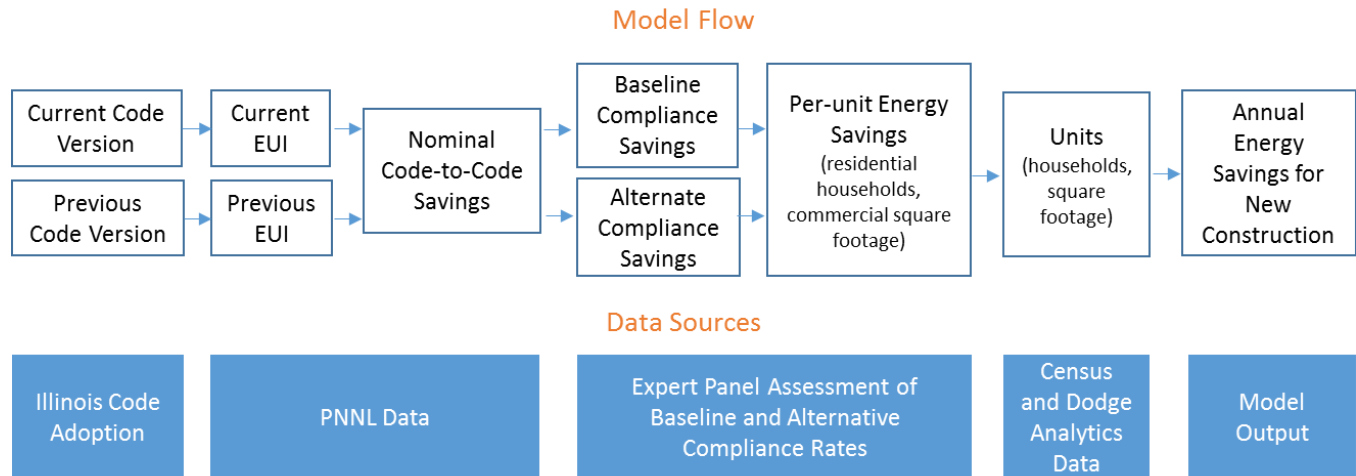 Model Flow
Current Code
Version
Current
EUI
Previous
Code Version
Previous
EUI
Nominal
Code-to-Code
Savings
Baseline
Compliance
Savings
Alternate
Compliance
Savings
Per-unit Energy
Savings
(residential
households,
commercial square
footage)
Units
(households,
square
footage)
Annual
Energy
Savings for
New
Construction
Data Sources
Illinois Code
Adoption
PNNL Data
Expert Panel Assessment of
Baseline and Alternative
Compliance Rates
Census
and Dodge
Analytics
Data
Model
Output